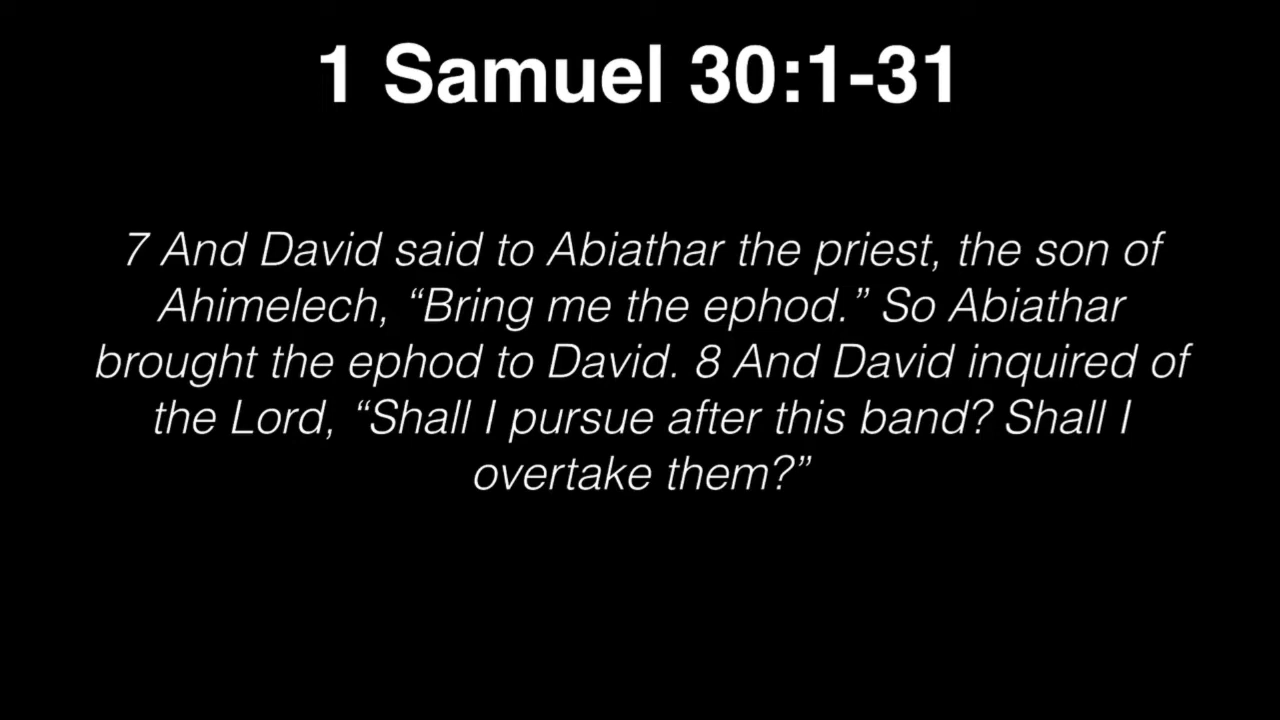 1 Samuel 30:1-31
7 And David said to Abiathar the priest, the son of
Ahimelech, “Bring me the ephod.” So Abiathar
brought the ephod to David. 8 And David inquired of
the Lord, “Shall I pursue after this band? Shall I
overtake them?”